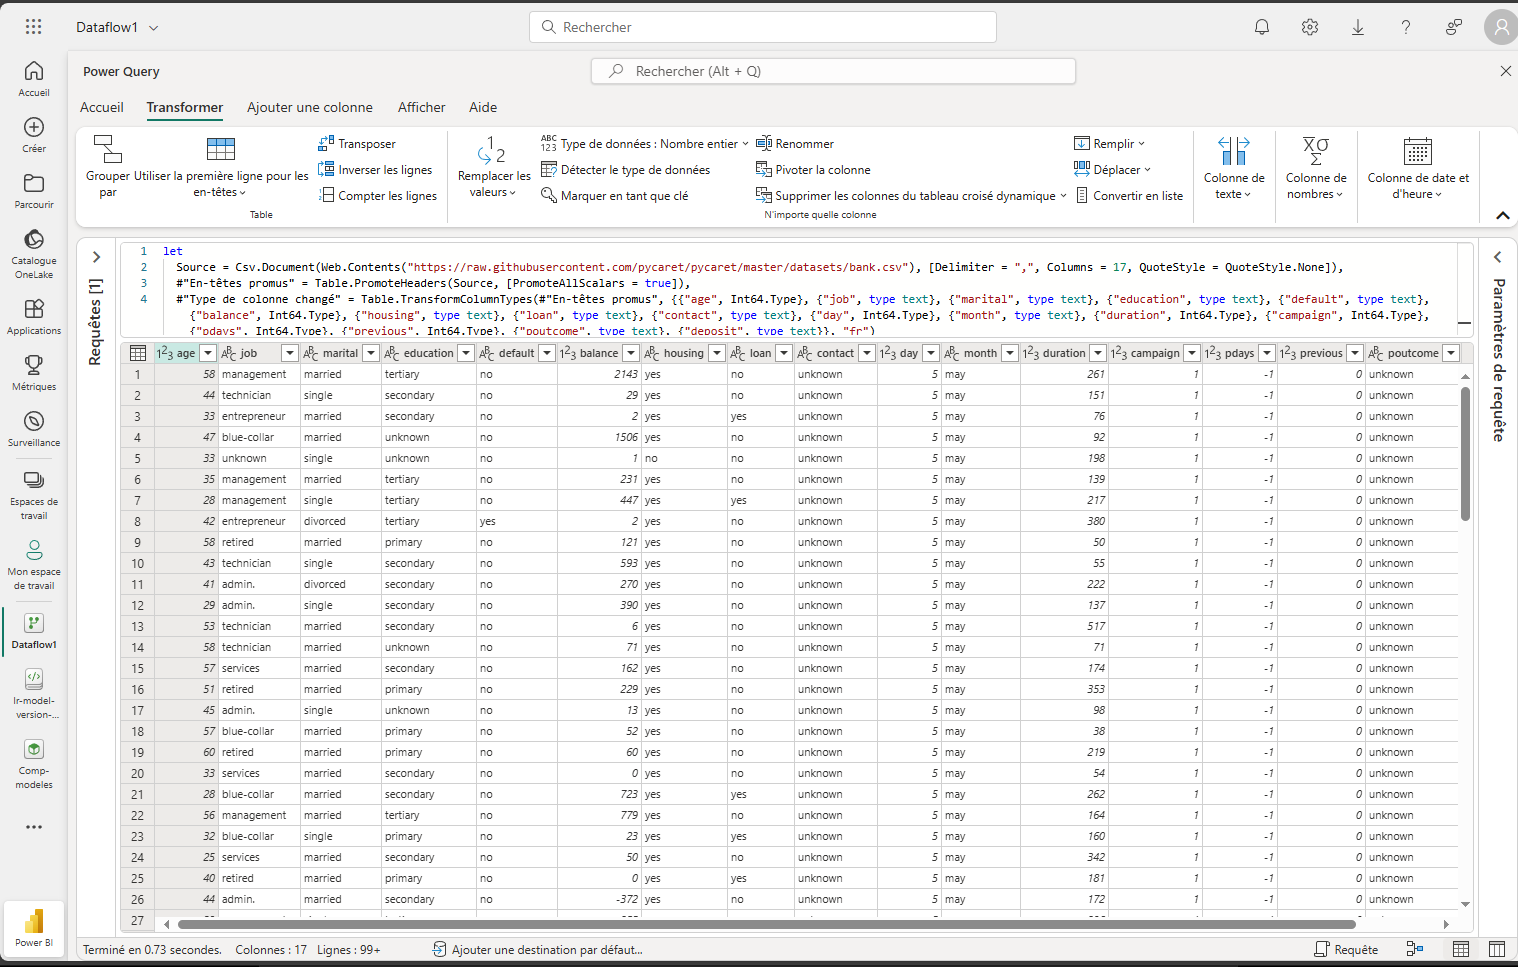 Dataflow1
Rechercher
Accueil
Créer
Parcourir
Catalogue
OneLake
Applications
Métriques
Surveillance
Espaces de
travail
Mon espace
de travail
Dataflow1
lr-model-
version-...
Comp-
modeles
Power BI
Power Query
Rechercher (Alt + Q)
Accueil Transformer Ajouter une colonne Afficher Aide
Grouper
par
Utiliser la première ligne pour les
en-têtes
Transposer
Inverser les lignes
Compter les lignes
Table
Remplacer les
valeurs
Type de données : Nombre entier
Détecter le type de données
Marquer en tant que clé
Renommer
Pivoter la colonne
Supprimer les colonnes du tableau croisé dynamique
Remplir
Déplacer
Convertir en liste
N'importe quelle colonne
Colonne de
texte
Colonne de
nombres
Colonne de date et
d'heure
Requêtes [1]
1 let
2 Source = Csv.Document(Web.Contents("https://raw.githubusercontent.com/pycaret/pycaret/master/datasets/bank.csv"), [Delimiter = ",", Columns = 17, QuoteStyle = QuoteStyle.None]),
3 #"En-têtes promus" = Table.PromoteHeaders(Source, [PromoteAllScalars = true]),
4 #"Type de colonne changé" = Table.TransformColumnTypes(#"En-têtes promus", {{"age", Int64.Type}, {"job", type text}, {"marital", type text}, {"education", type text}, {"default", type text},
{"balance", Int64.Type}, {"housing", type text}, {"loan", type text}, {"contact", type text}, {"day", Int64.Type}, {"month", type text}, {"duration", Int64.Type}, {"campaign", Int64.Type},
{"pdays", Int64.Type}, {"previous", Int64.Type}, {"poutcome", type text}, {"deposit", type text}}, "fr")
age job marital education default balance housing loan contact day month duration campaign pdays previous poutcome
1 58 management married tertiary no 2143 yes no unknown 5 may 261 1 -1 0 unknown
2 44 technician single secondary no 29 yes no unknown 5 may 151 1 -1 0 unknown
3 33 entrepreneur married secondary no 2 yes yes unknown 5 may 76 1 -1 0 unknown
4 47 blue-collar married unknown no 1506 yes no unknown 5 may 92 1 -1 0 unknown
5 33 unknown single unknown no 1 no no unknown 5 may 198 1 -1 0 unknown
6 35 management married tertiary no 231 yes no unknown 5 may 139 1 -1 0 unknown
7 28 management single tertiary no 447 yes yes unknown 5 may 217 1 -1 0 unknown
8 42 entrepreneur divorced tertiary yes 2 yes no unknown 5 may 380 1 -1 0 unknown
9 58 retired married primary no 121 yes no unknown 5 may 50 1 -1 0 unknown
10 43 technician single secondary no 593 yes no unknown 5 may 55 1 -1 0 unknown
11 41 admin. divorced secondary no 270 yes no unknown 5 may 222 1 -1 0 unknown
12 29 admin. single secondary no 390 yes no unknown 5 may 137 1 -1 0 unknown
13 53 technician married secondary no 6 yes no unknown 5 may 517 1 -1 0 unknown
14 58 technician married unknown no 71 yes no unknown 5 may 71 1 -1 0 unknown
15 57 services married secondary no 162 yes no unknown 5 may 174 1 -1 0 unknown
16 51 retired married primary no 229 yes no unknown 5 may 353 1 -1 0 unknown
17 45 admin. single unknown no 13 yes no unknown 5 may 98 1 -1 0 unknown
18 57 blue-collar married primary no 52 yes no unknown 5 may 38 1 -1 0 unknown
19 60 retired married primary no 60 yes no unknown 5 may 219 1 -1 0 unknown
20 33 services married secondary no 0 yes no unknown 5 may 54 1 -1 0 unknown
21 28 blue-collar married secondary no 723 yes yes unknown 5 may 262 1 -1 0 unknown
22 56 management married tertiary no 779 yes no unknown 5 may 164 1 -1 0 unknown
23 32 blue-collar single primary no 23 yes yes unknown 5 may 160 1 -1 0 unknown
24 25 services married secondary no 50 yes no unknown 5 may 342 1 -1 0 unknown
25 40 retired married primary no 0 yes yes unknown 5 may 181 1 -1 0 unknown
26 44 admin. married secondary no -372 yes no unknown 5 may 172 1 -1 0 unknown
27
Paramètres de requête
Terminé en 0.73 secondes. Colonnes : 17 Lignes : 99+
Ajouter une destination par défaut...
Requête